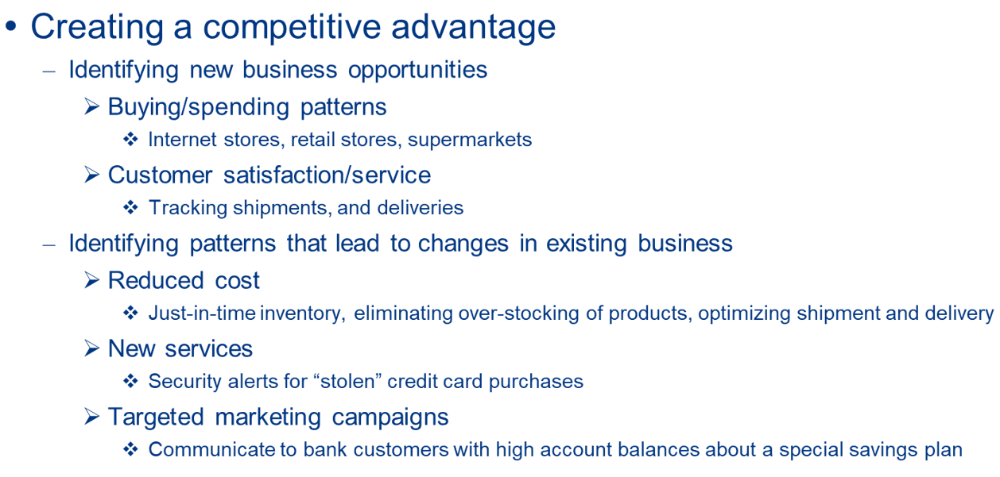 • Creating a competitive advantage
– Identifying new business opportunities
➢ Buying/spending patterns
❖ Internet stores, retail stores, supermarkets
➢ Customer satisfaction/service
❖ Tracking shipments, and deliveries
– Identifying patterns that lead to changes in existing business
➢ Reduced cost
❖ Just-in-time inventory, eliminating over-stocking of products, optimizing shipment and delivery
➢ New services
❖ Security alerts for “stolen” credit card purchases
➢ Targeted marketing campaigns
❖ Communicate to bank customers with high account balances about a special savings plan